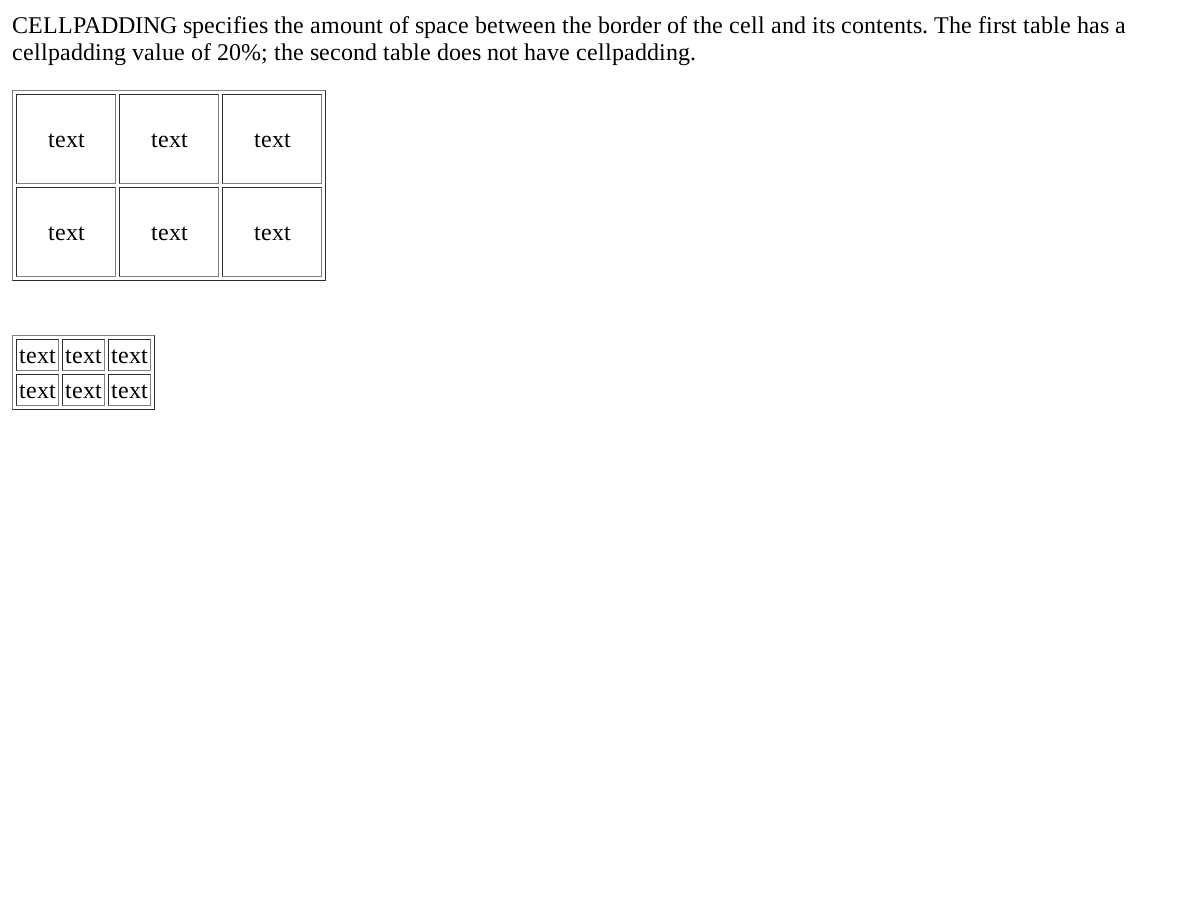 CELLPADDING specifies the amount of space between the border of the cell and its contents. The first table has a
cellpadding value of 20%; the second table does not have cellpadding.
text text text
text text text
text text text
text text text